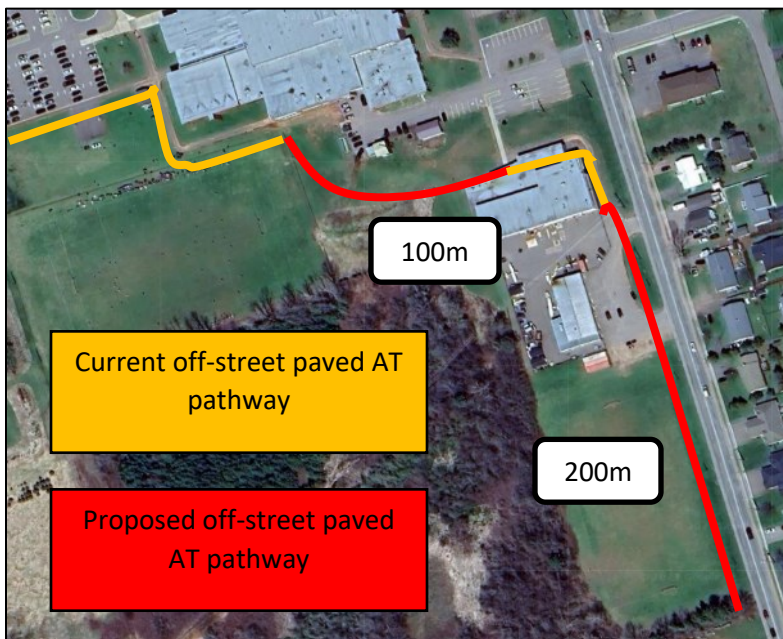 100m
Current off-street paved AT
pathway
200m
Proposed off-street paved
AT pathway